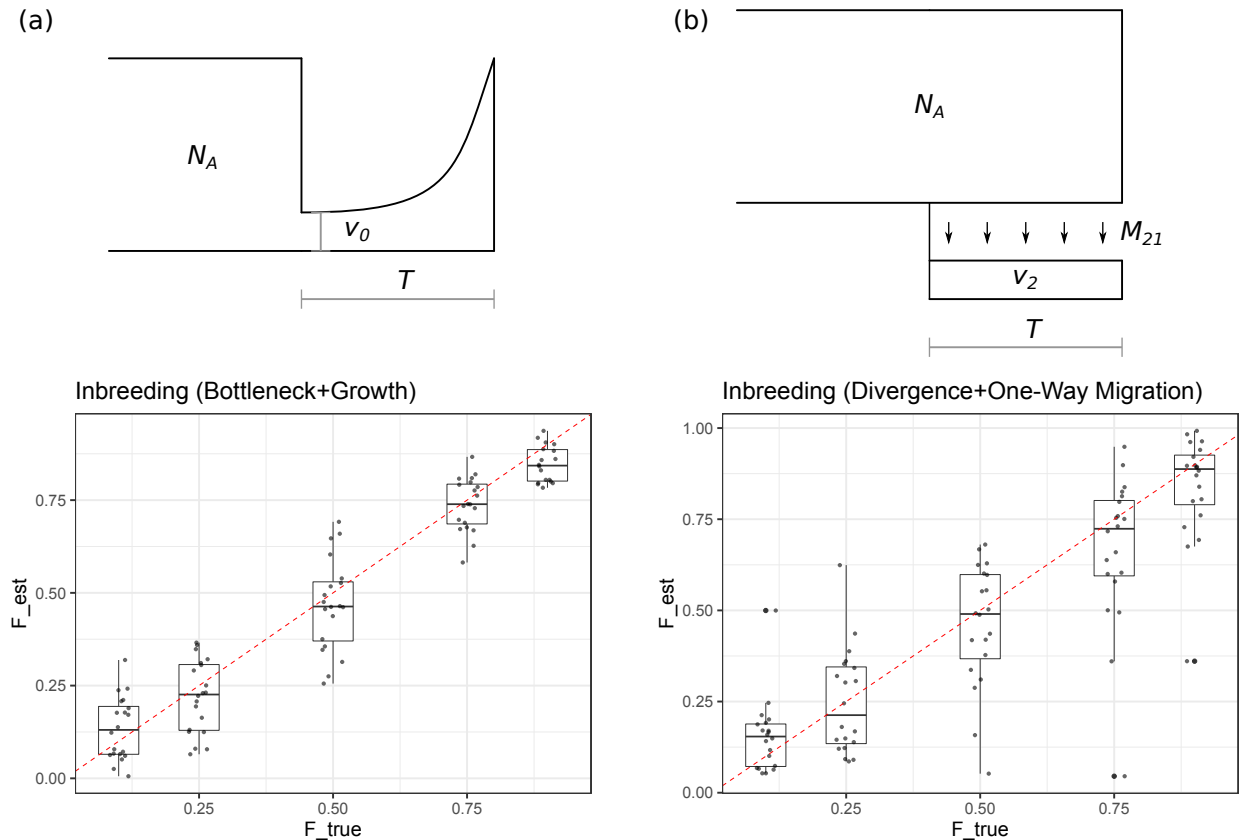 (a)
N_A
ν_0
T
Inbreeding (Bottleneck+Growth)
F_est
0.75
0.50
0.25
0.00
0.25
0.50
0.75
F_true
(b)
N_A
M_21
ν_2
T
Inbreeding (Divergence+One-Way Migration)
F_est
1.00
0.75
0.50
0.25
0.00
0.25
0.50
0.75
F_true